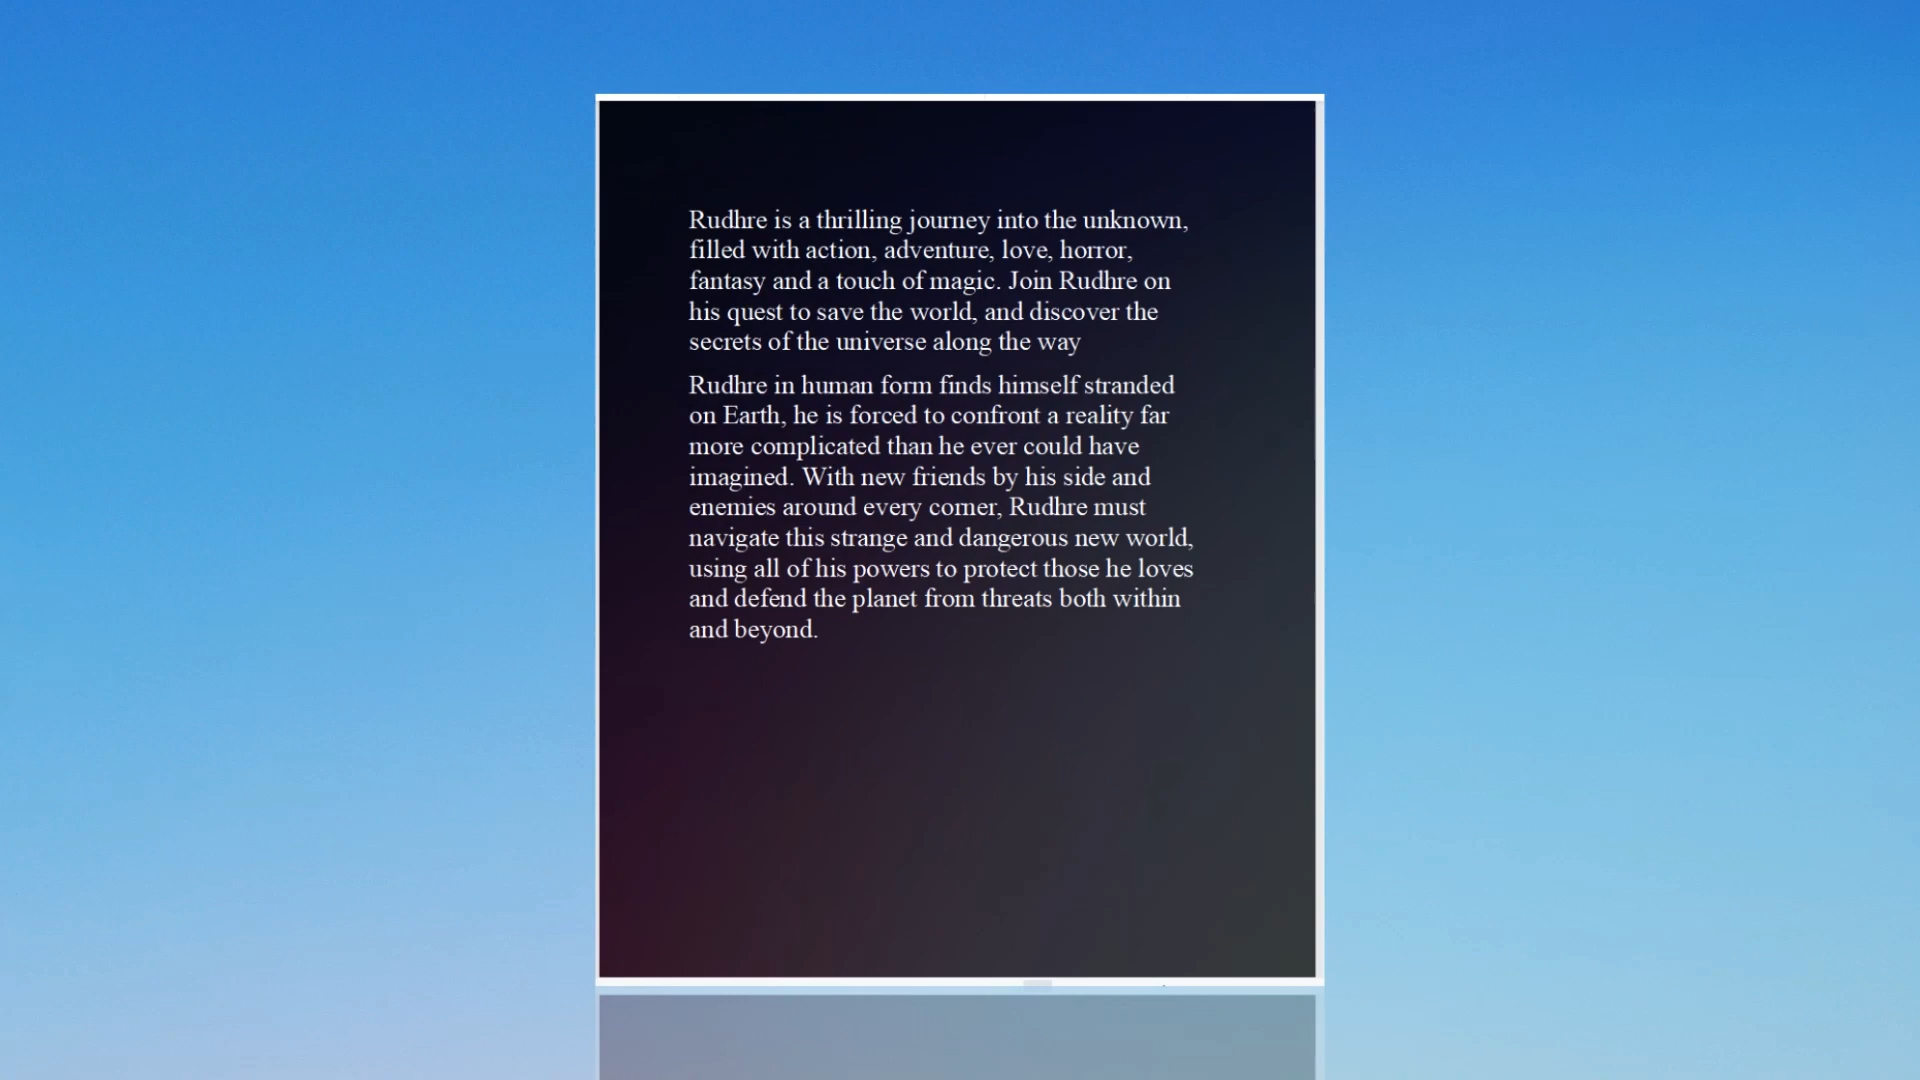 Rudhre is a thrilling journey into the unknown,
filled with action, adventure, love, horror,
fantasy and a touch of magic. Join Rudhre on
his quest to save the world, and discover the
secrets of the universe along the way
Rudhre in human form finds himself stranded
on Earth, he is forced to confront a reality far
more complicated than he ever could have
imagined. With new friends by his side and
enemies around every corner, Rudhre must
navigate this strange and dangerous new world,
using all of his powers to protect those he loves
and defend the planet from threats both within
and beyond.